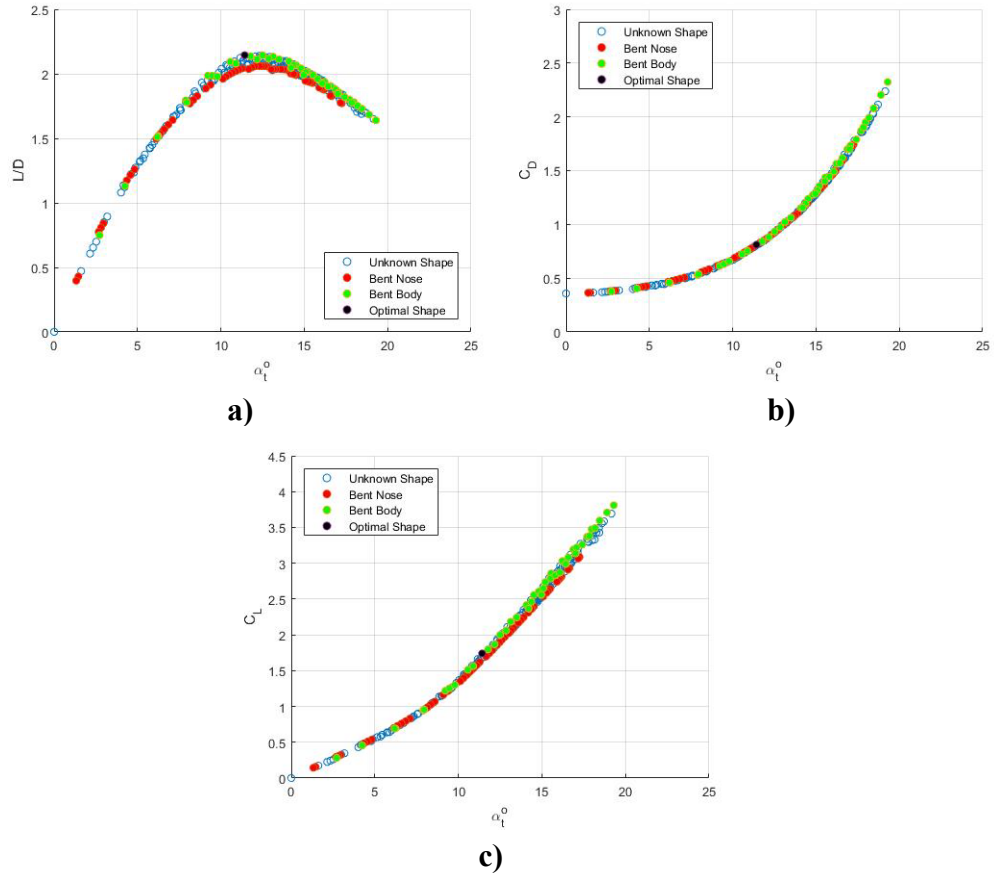 2.5
2
1.5
1
0.5
0
L/D
Unknown Shape
Bent Nose
Bent Body
Optimal Shape
0 5 10 15 20 25
α_t^o
a)
3
2.5
2
1.5
1
0.5
0
C_D
Unknown Shape
Bent Nose
Bent Body
Optimal Shape
0 5 10 15 20 25
α_t^o
b)
4.5
4
3.5
3
2.5
2
1.5
1
0.5
0
C_L
Unknown Shape
Bent Nose
Bent Body
Optimal Shape
0 5 10 15 20 25
α_t^o
c)